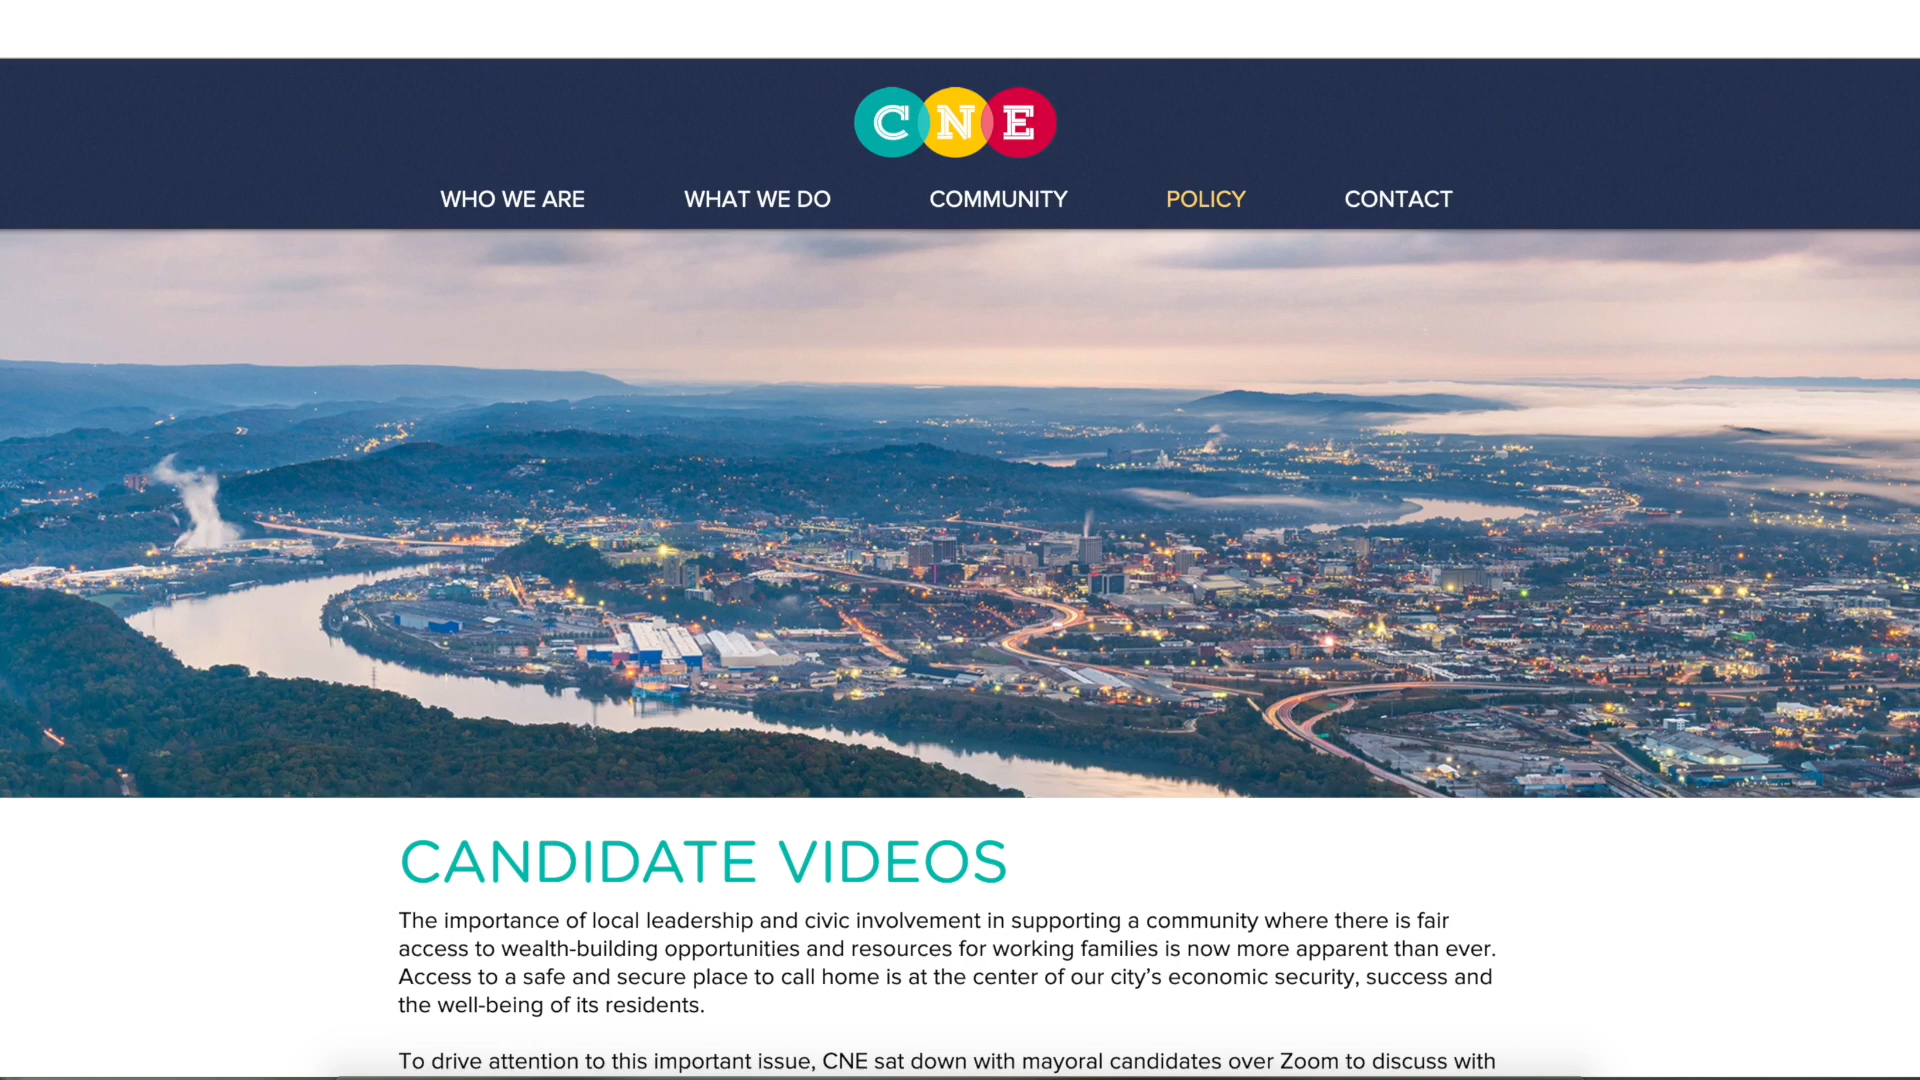 CNE
WHO WE ARE
WHAT WE DO
COMMUNITY
POLICY
CONTACT
CANDIDATE VIDEOS
The importance of local leadership and civic involvement in supporting a community where there is fair
access to wealth-building opportunities and resources for working families is now more apparent than ever.
Access to a safe and secure place to call home is at the center of our city's economic security, success and
the well-being of its residents.
To drive attention to this important issue, CNE sat down with mayoral candidates over Zoom to discuss with